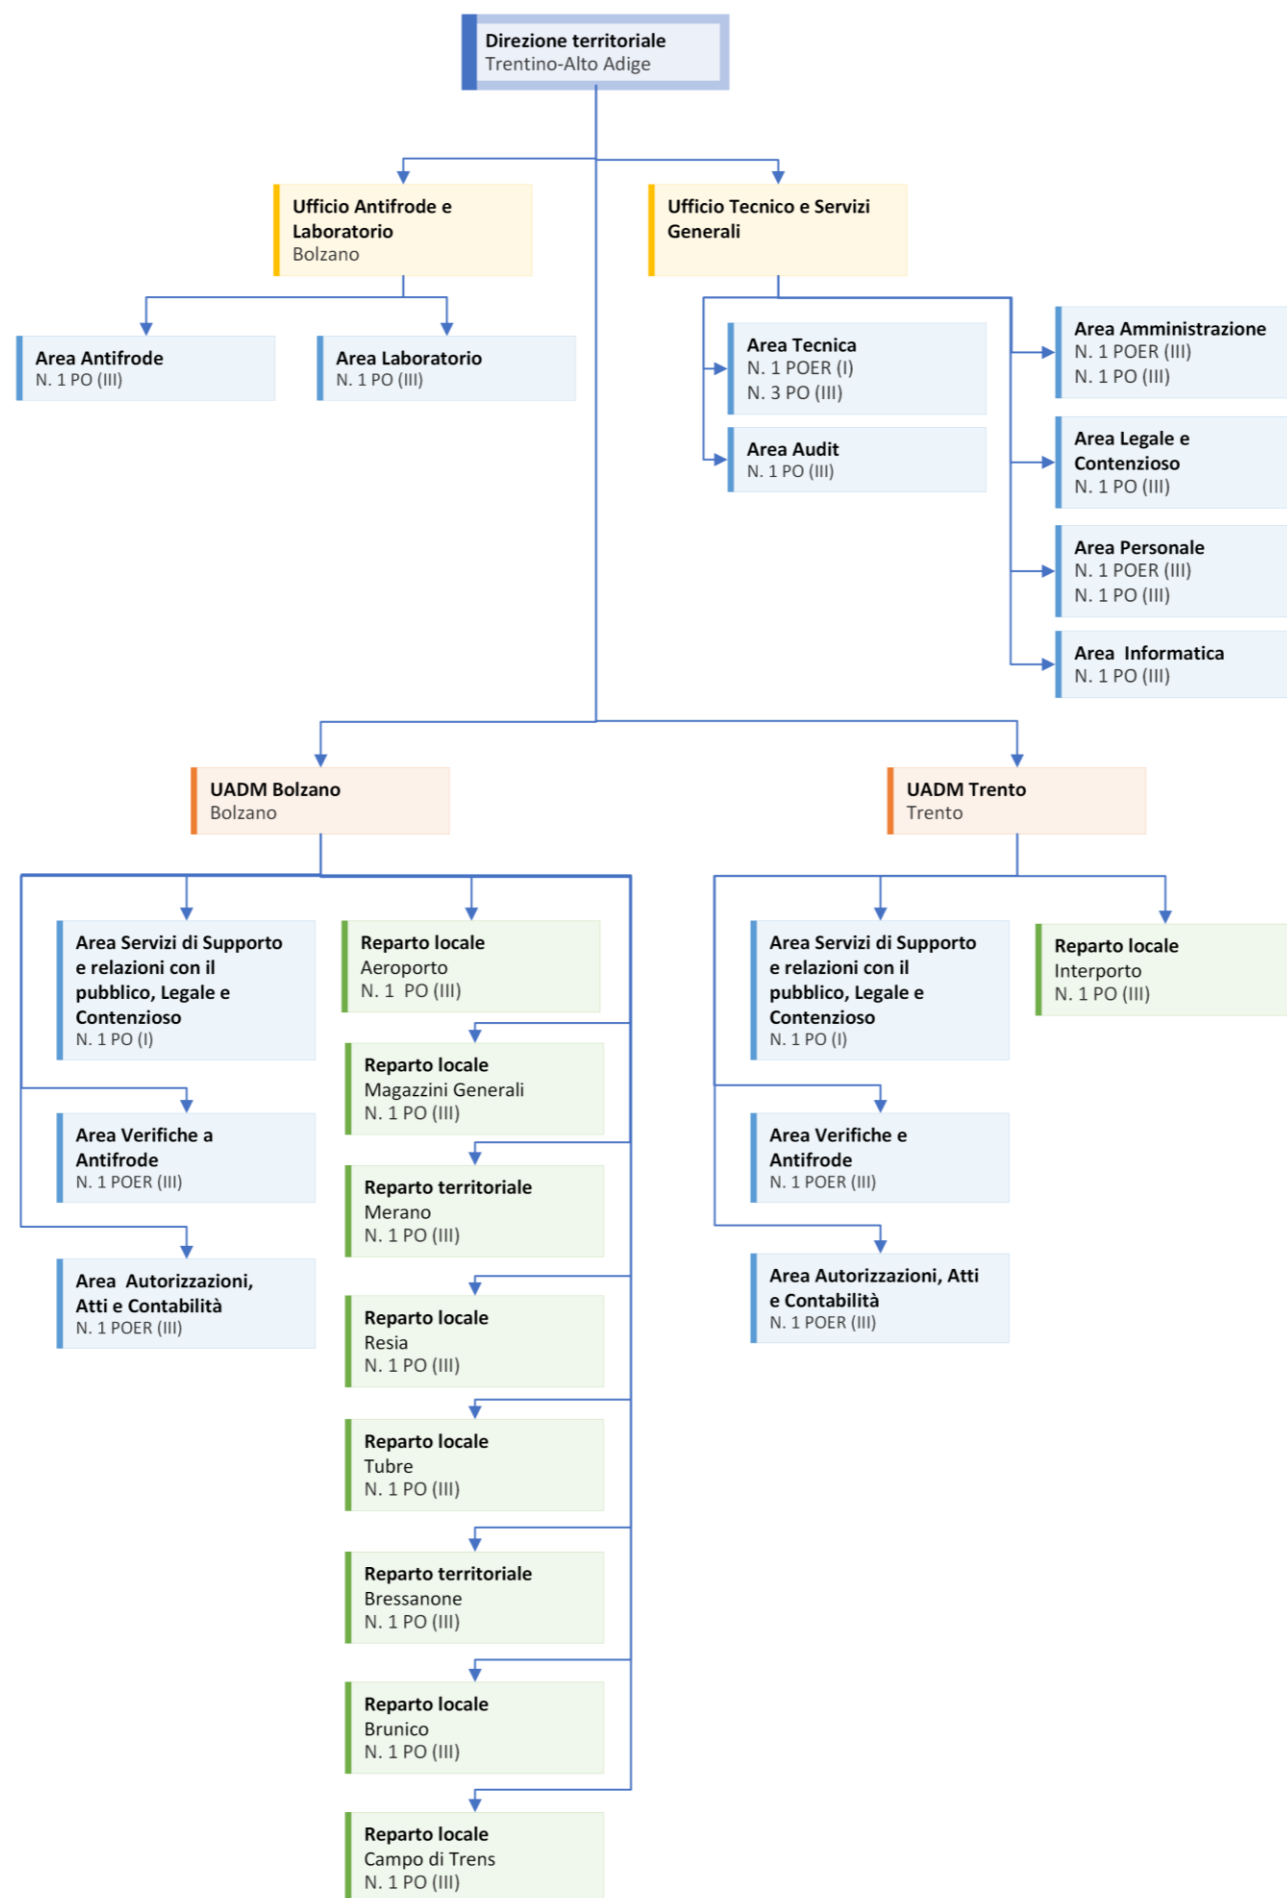 Direzione territoriale
Trentino-Alto Adige
Ufficio Antifrode e
Laboratorio
Bolzano
Ufficio Tecnico e Servizi
Generali
Area Antifrode
N. 1 PO (III)
Area Laboratorio
N. 1 PO (III)
Area Tecnica
N. 1 POER (I)
N. 3 PO (III)
Area Audit
N. 1 PO (III)
Area Amministrazione
N. 1 POER (III)
N. 1 PO (III)
Area Legale e
Contenzioso
N. 1 PO (III)
Area Personale
N. 1 POER (III)
N. 1 PO (III)
Area  Informatica
N. 1 PO (III)
UADM Bolzano
Bolzano
UADM Trento
Trento
Area Servizi di Supporto
e relazioni con il
pubblico, Legale e
Contenzioso
N. 1 PO (I)
Area Verifiche a
Antifrode
N. 1 POER (III)
Area  Autorizzazioni,
Atti e Contabilità
N. 1 POER (III)
Reparto locale
Aeroporto
N. 1  PO (III)
Reparto locale
Magazzini Generali
N. 1 PO (III)
Reparto territoriale
Merano
N. 1 PO (III)
Reparto locale
Resia
N. 1 PO (III)
Reparto locale
Tubre
N. 1 PO (III)
Reparto territoriale
Bressanone
N. 1 PO (III)
Reparto locale
Brunico
N. 1 PO (III)
Reparto locale
Campo di Trens
N. 1 PO (III)
Area Servizi di Supporto
e relazioni con il
pubblico, Legale e
Contenzioso
N. 1 PO (I)
Area Verifiche e
Antifrode
N. 1 POER (III)
Area Autorizzazioni, Atti
e Contabilità
N. 1 POER (III)
Reparto locale
Interporto
N. 1 PO (III)